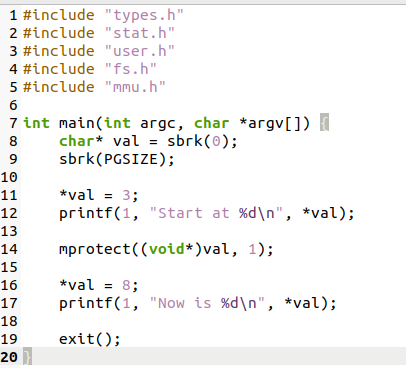 1 #include "types.h"
2 #include "stat.h"
3 #include "user.h"
4 #include "fs.h"
5 #include "mmu.h"
6
7 int main(int argc, char *argv[]) {
8     char* val = sbrk(0);
9     sbrk(PGSIZE);
10
11     *val = 3;
12     printf(1, "Start at %d\n", *val);
13
14     mprotect((void*)val, 1);
15
16     *val = 8;
17     printf(1, "Now is %d\n", *val);
18
19     exit();
20 }